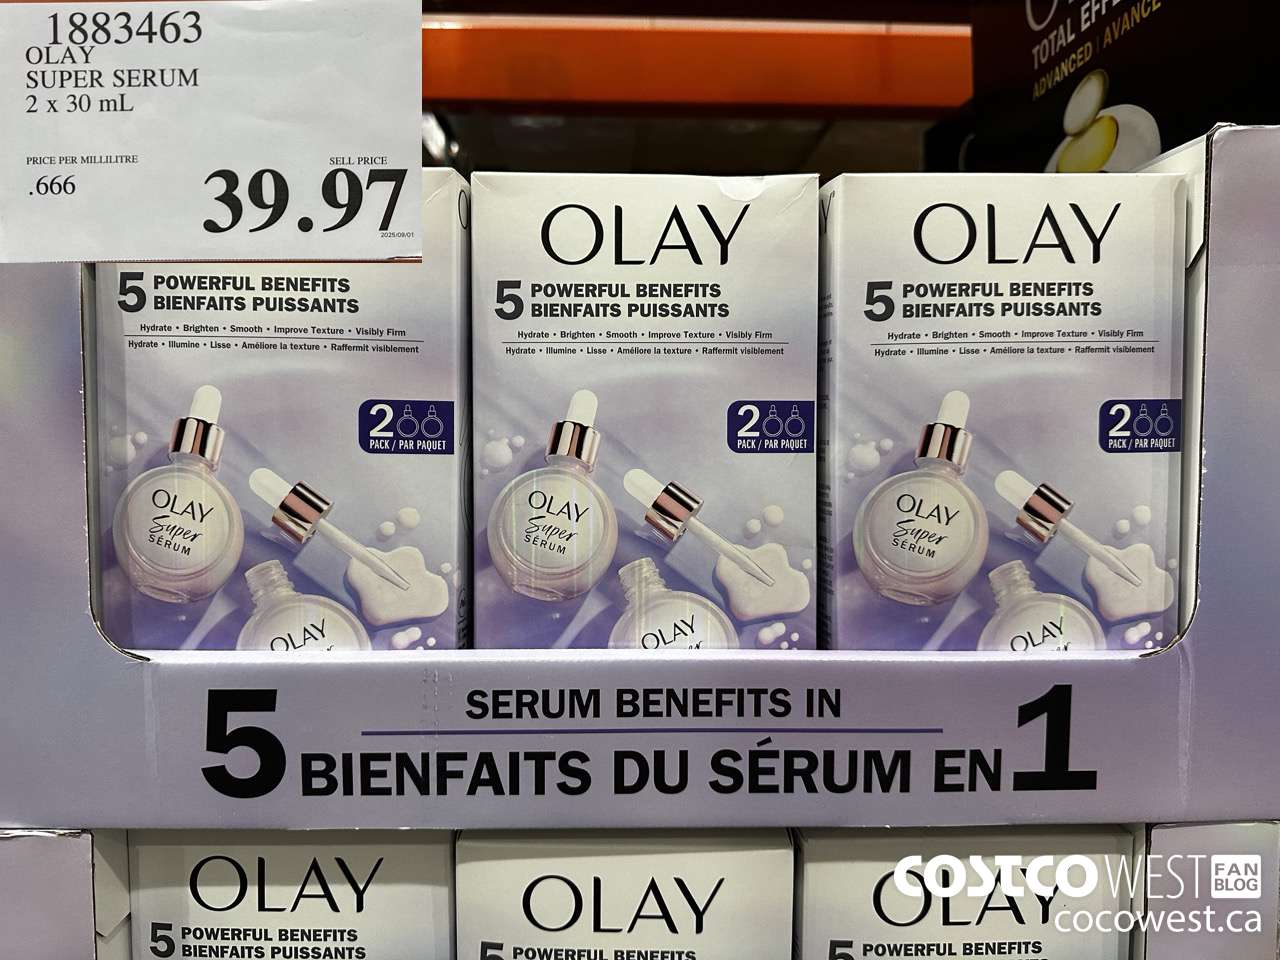 1883463
OLAY
SUPER SERUM
2 x 30 mL
PRICE PER MILLILITRE
.666
SELL PRICE
39.97
2025/09/01
TOTAL EFFE
ADVANCED | ADVANCE
5 POWERFUL BENEFITS
BIENFAITS PUISSANTS
Hydrate • Brighten • Smooth • Improve Texture • Visibly Firm
Hydrate • Illumine • Lisse • Améliore la texture • Raffermit visiblement
2
PACK / PAR PAQUET
OLAY
Super
SÉRUM
OLAY
OLAY
5 POWERFUL BENEFITS
BIENFAITS PUISSANTS
Hydrate • Brighten • Smooth • Improve Texture • Visibly Firm
Hydrate • Illumine • Lisse • Améliore la texture • Raffermit visiblement
2
PACK / PAR PAQUET
OLAY
Super
SÉRUM
OLAY
OLAY
5 POWERFUL BENEFITS
BIENFAITS PUISSANTS
Hydrate • Brighten • Smooth • Improve Texture • Visibly Firm
Hydrate • Illumine • Lisse • Améliore la texture • Raffermit visiblement
2
PACK / PAR PAQUET
OLAY
Super
SÉRUM
OLAY
5 SERUM BENEFITS IN 1
BIENFAITS DU SÉRUM EN
OLAY
5 POWERFUL BENEFITS
BIENFAITS PUISSANTS
OLAY
5 POWERFUL BENEFITS
BIENFAITS PUISSANTS
OLAY
5 POWERFUL BENEFITS
COSTCO WEST FAN BLOG
cocowest.ca